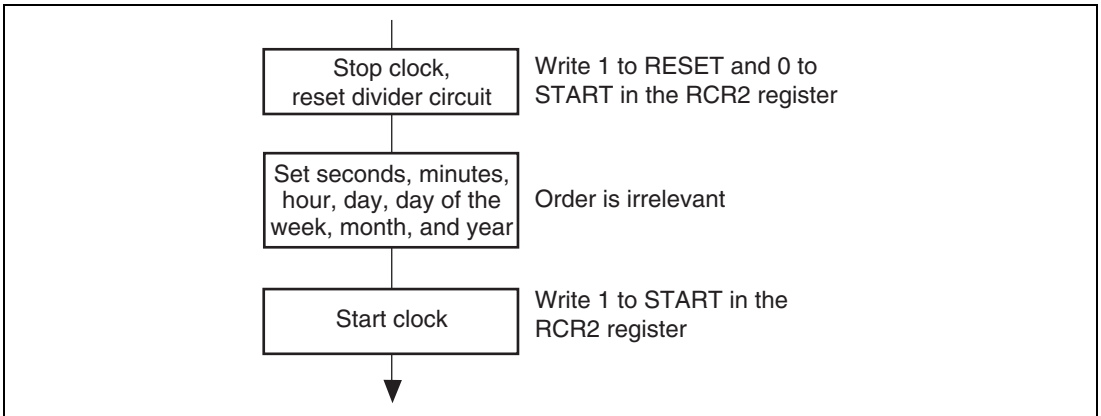 Stop clock,
reset divider circuit
Write 1 to RESET and 0 to
START in the RCR2 register
Set seconds, minutes,
hour, day, day of the
week, month, and year
Order is irrelevant
Start clock
Write 1 to START in the
RCR2 register